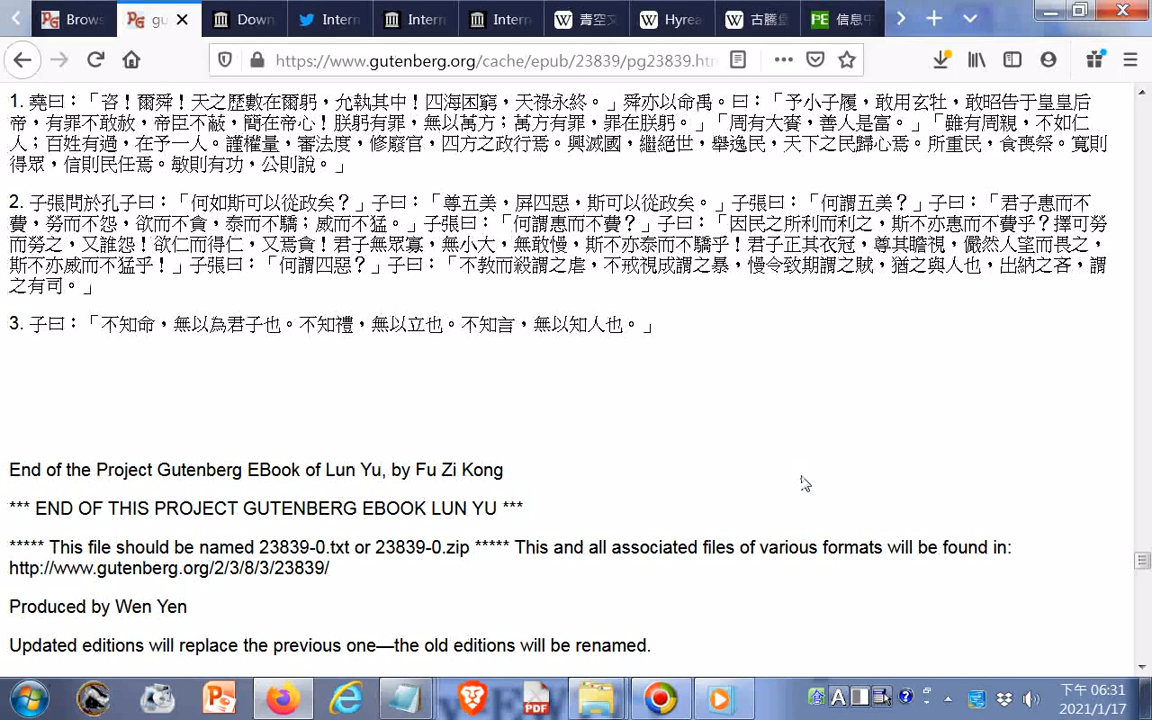 Brows
gu
Down
Intern
Intern
Intern
青空文
Hyrea
古騰堡
信息中
https://www.gutenberg.org/cache/epub/23839/pg23839.htm
1. 堯曰：「咨！爾舜！天之歷數在爾躬，允執其中！四海困窮，天祿永終。」舜亦以命禹。曰：「予小子履，敢用玄牡，敢昭告于皇皇后
帝，有罪不敢赦，帝臣不蔽，簡在帝心！朕躬有罪，無以萬方；萬方有罪，罪在朕躬。」「周有大賚，善人是富。」「雖有周親，不如仁
人；百姓有過，在予一人。謹權量，審法度，修廢官，四方之政行焉。興滅國，繼絕世，舉逸民，天下之民歸心焉。所重民，食喪祭。寬則
得眾，信則民任焉。敏則有功，公則說。」
2. 子張問於孔子曰：「何如斯可以從政矣？」子曰：「尊五美，屏四惡，斯可以從政矣。」子張曰：「何謂五美？」子曰：「君子惠而不
費，勞而不怨，欲而不貪，泰而不驕；威而不猛。」子張曰：「何謂惠而不費？」子曰：「因民之所利而利之，斯不亦惠而不費乎？擇可勞
而勞之，又誰怨！欲仁而得仁，又焉貪！君子無眾寡，無小大，無敢慢，斯不亦泰而不驕乎！君子正其衣冠，尊其瞻視，儼然人望而畏之，
斯不亦威而不猛乎！」子張曰：「何謂四惡？」子曰：「不教而殺謂之虐，不戒視成謂之暴，慢令致期謂之賊，猶之與人也，出納之吝，謂
之有司。」
3. 子曰：「不知命，無以為君子也。不知禮，無以立也。不知言，無以知人也。」
End of the Project Gutenberg EBook of Lun Yu, by Fu Zi Kong
*** END OF THIS PROJECT GUTENBERG EBOOK LUN YU ***
***** This file should be named 23839-0.txt or 23839-0.zip ***** This and all associated files of various formats will be found in:
http://www.gutenberg.org/2/3/8/3/23839/
Produced by Wen Yen
Updated editions will replace the previous one—the old editions will be renamed.
下午 06:31
2021/1/17